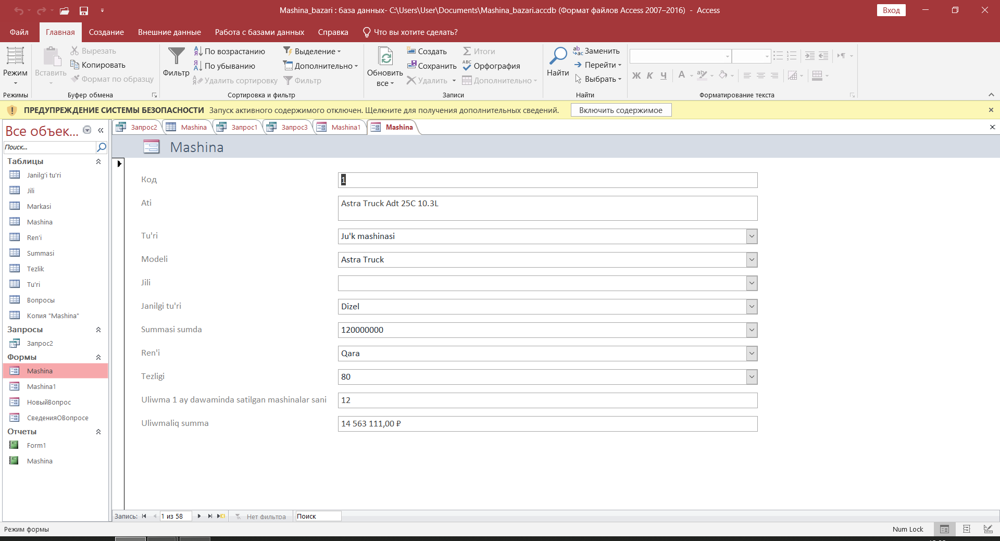 Mashina_bazari : база данных- C:\Users\User\Documents\Mashina_bazari.accdb (Формат файлов Access 2007–2016) - Access
Вход
Файл
Главная
Создание
Внешние данные
Работа с базами данных
Справка
Что вы хотите сделать?
Режим
Режимы
Вставить
Вырезать
Копировать
Формат по образцу
Буфер обмена
Фильтр
По возрастанию
По убыванию
Удалить сортировку
Выделение
Дополнительно
Фильтр
Сортировка и фильтр
Обновить
все
Создать
Сохранить
Удалить
Итоги
Орфография
Дополнительно
Записи
Найти
Заменить
Перейти
Выбрать
Найти
Ж К Ч
Форматирование текста
ПРЕДУПРЕЖДЕНИЕ СИСТЕМЫ БЕЗОПАСНОСТИ Запуск активного содержимого отключен. Щелкните для получения дополнительных сведений.
Включить содержимое
Все объек...
Поиск...
Таблицы
Janilg'i tu'ri
Jili
Markasi
Mashina
Ren'i
Summasi
Tezlik
Tu'ri
Вопросы
Копия "Mashina"
Запросы
Запрос2
Формы
Mashina
Mashina1
НовыйВопрос
СведенияОВопросе
Отчеты
Form1
Mashina
Запрос2
Mashina
Запрос1
Запрос3
Mashina1
Mashina
Mashina
Код
1
Ati
Astra Truck Adt 25C 10.3L
Tu'ri
Ju'k mashinasi
Modeli
Astra Truck
Jili
Janilgi tu'ri
Dizel
Summasi sumda
120000000
Ren'i
Qara
Tezligi
80
Uliwma 1 ay dawaminda satilgan mashinalar sani
12
Uliwmaliq summa
14 563 111,00 ₽
Запись:
1 из 58
Нет фильтра
Поиск
Режим формы
Num Lock